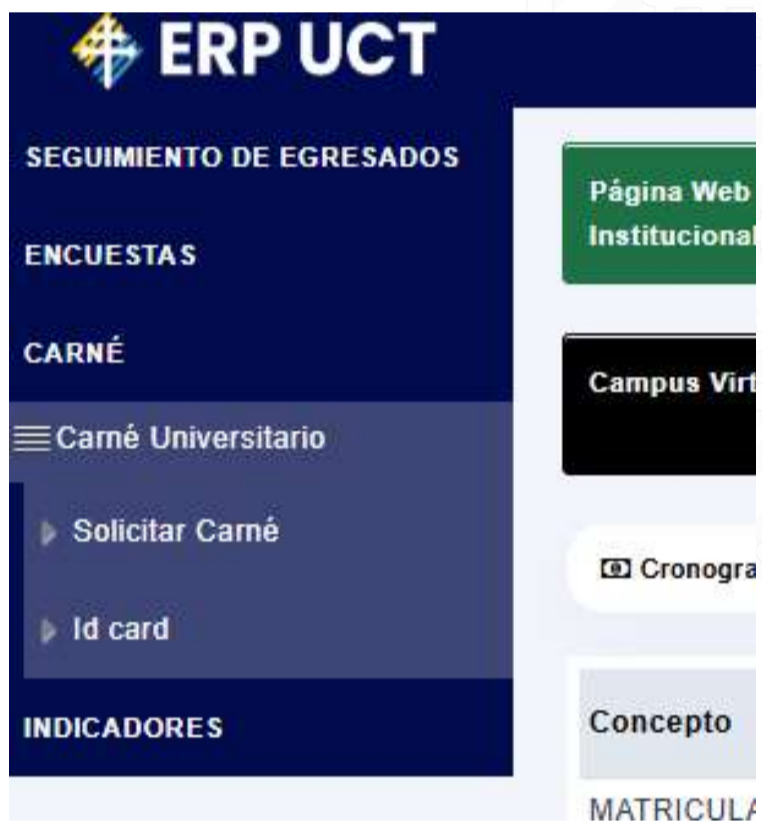 ERP UCT
SEGUIMIENTO DE EGRESADOS
ENCUESTAS
CARNÉ
Carné Universitario
Solicitar Carné
Id card
INDICADORES
Página Web
Institucional
Campus Virt
Cronogra
Concepto
MATRICULA